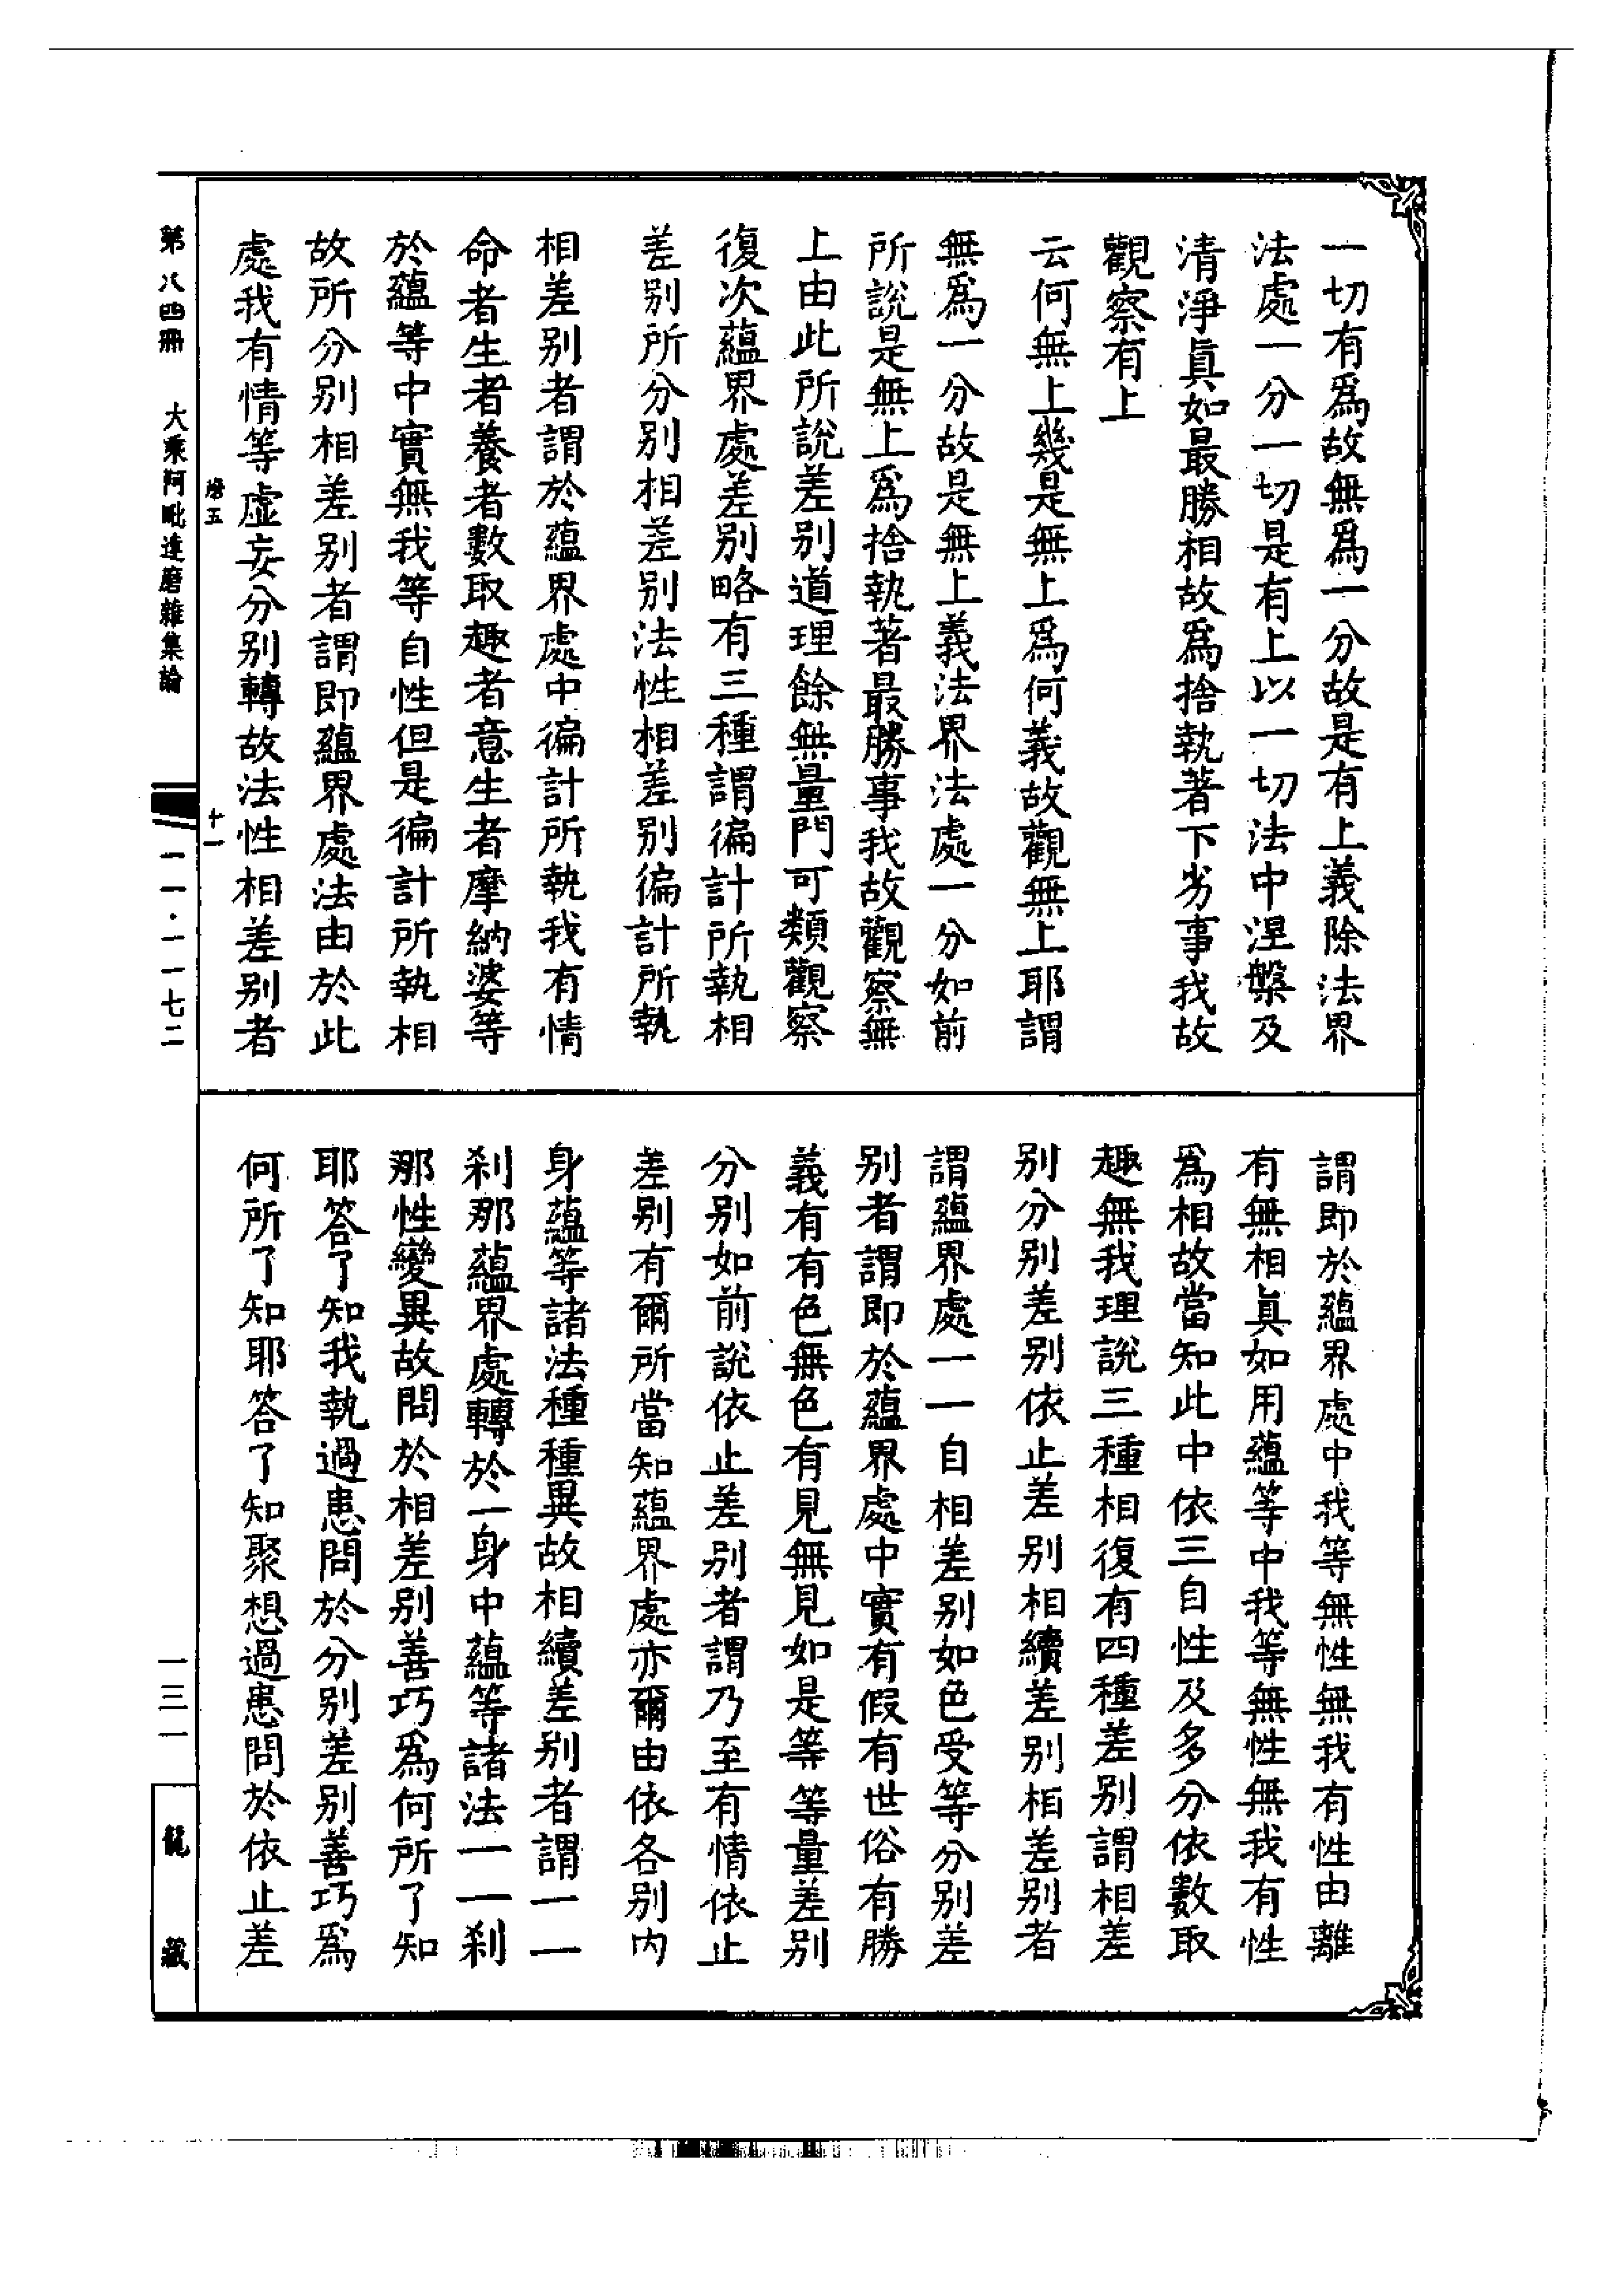 一切有爲故無爲一分故是有上義除法界
法處一分一切是有上以一切法中涅槃及
清淨眞如最勝相故爲捨執著下劣事我故
觀察有上
云何無上幾是無上爲何義故觀無上耶謂
無爲一分故是無上義法界法處一分如前
所說是無上爲捨執著最勝事我故觀察無
上由此所說差別道理餘無量門可類觀察
復次蘊界處差別略有三種謂徧計所執相
差別所分別相差別法性相差別徧計所執
相差別者謂於蘊界處中徧計所執我有情
命者生者養者數取趣者意生者摩納婆等
於蘊等中實無我等自性但是徧計所執相
故所分別相差別者謂即蘊界處法由於此
處我有情等虛妄分別轉故法性相差別者
謂即於蘊界處中我等無性無我有性由離
有無相眞如用蘊等中我等無性無我有性
爲相故當知此中依三自性及多分依數取
趣無我理說三種相復有四種差別謂相差
別分別差別依止差別相續差別相差別者
謂蘊界處一一自相差別如色受等分別差
別者謂即於蘊界處中實有假有世俗有勝
義有有色無色有見無見如是等等量差別
分別如前說依止差別者謂乃至有情依止
差別有爾所當知蘊界處亦爾由依各別內
身蘊等諸法種種異故相續差別者謂一一
剎那蘊界處轉於一身中蘊等諸法一一剎
那性變異故問於相差別善巧爲何所了知
耶答了知我執過患問於分別差別善巧爲
何所了知耶答了知聚想過患問於依止差
第八四冊 大乘阿毗達磨雜集論
十一
一一·一一七二
一三一
龍藏